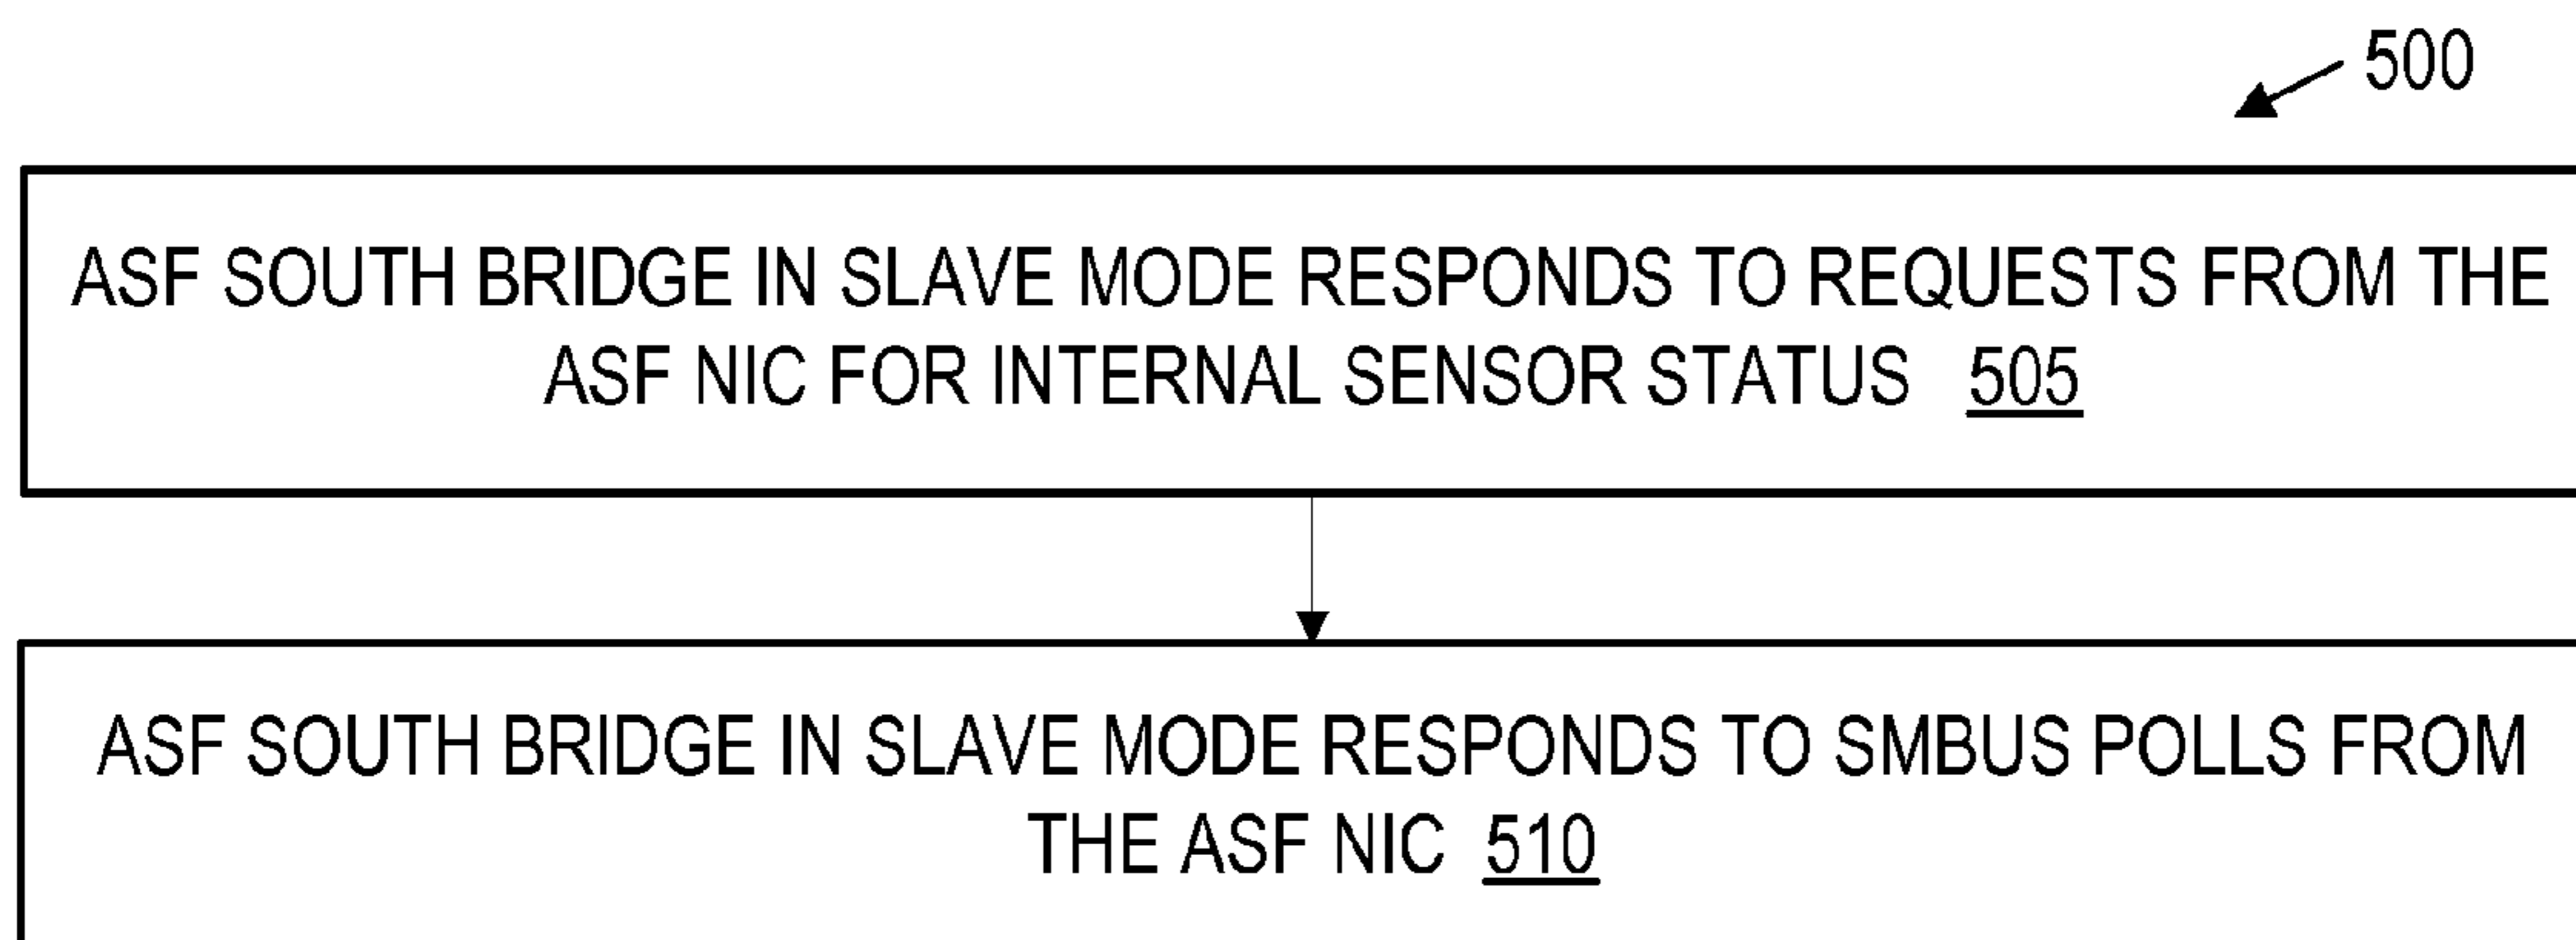 500
ASF SOUTH BRIDGE IN SLAVE MODE RESPONDS TO REQUESTS FROM THE
ASF NIC FOR INTERNAL SENSOR STATUS 505
ASF SOUTH BRIDGE IN SLAVE MODE RESPONDS TO SMBUS POLLS FROM
THE ASF NIC 510